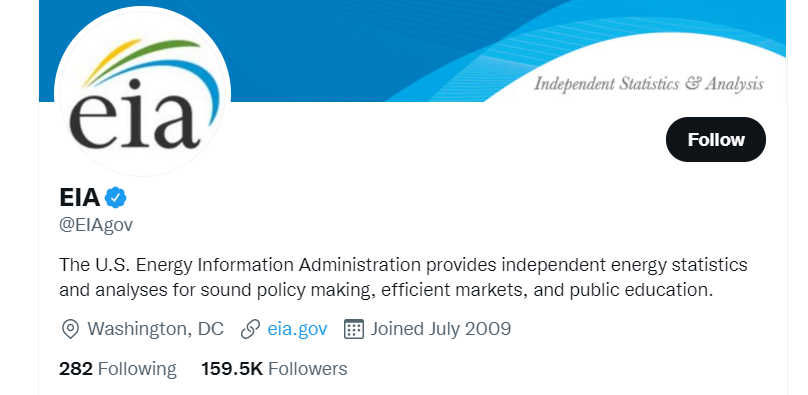 Independent Statistics & Analysis
eia
Follow
EIA
@EIAgov
The U.S. Energy Information Administration provides independent energy statistics
and analyses for sound policy making, efficient markets, and public education.
Washington, DC eia.gov Joined July 2009
282 Following 159.5K Followers